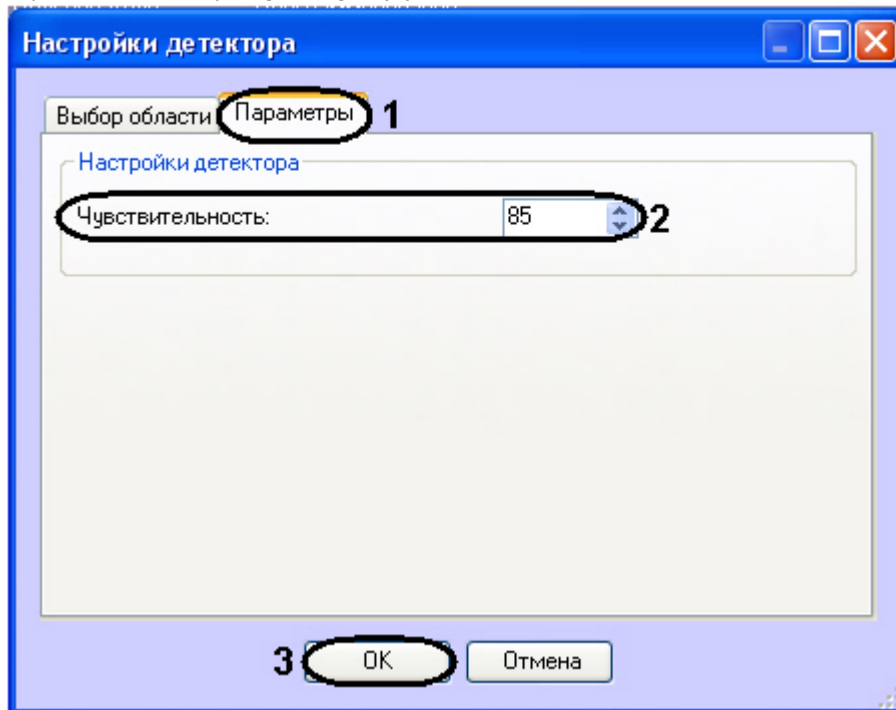 Настройки детектора
Выбор области Параметры 1
Настройки детектора
Чувствительность: 85 2
3 OK Отмена